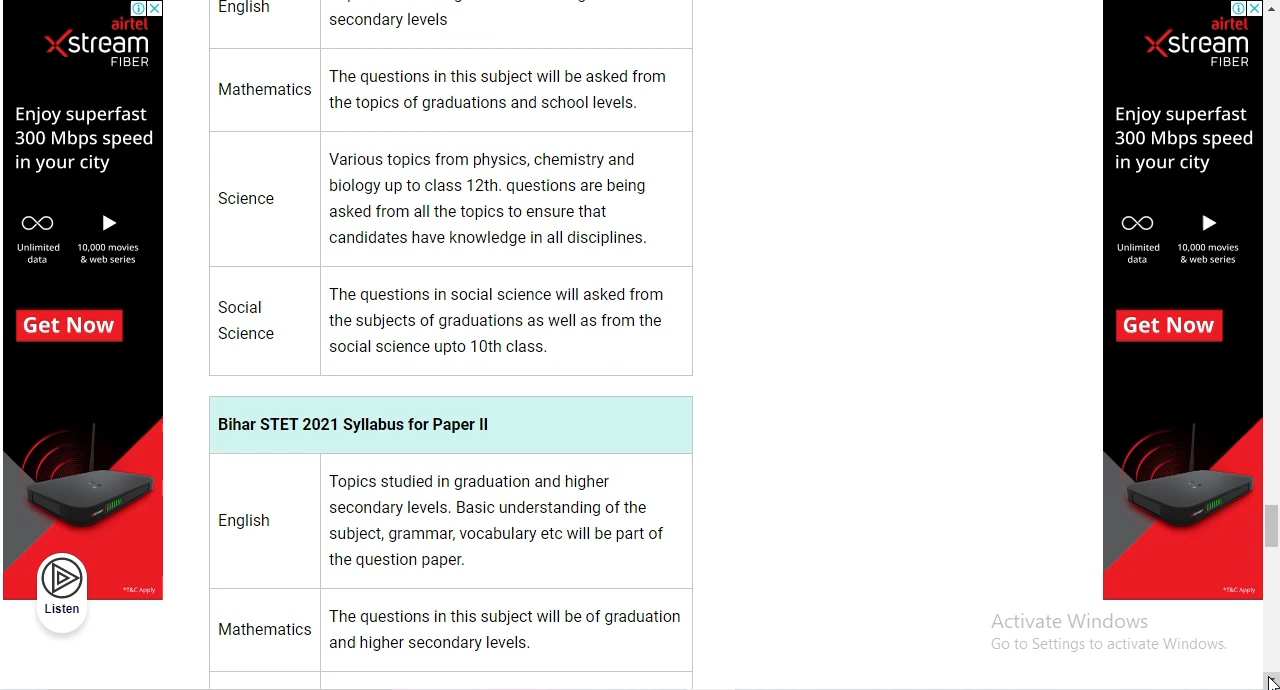 airtel
Xstream
FIBER
Enjoy superfast
300 Mbps speed
in your city
Unlimited
data
10,000 movies
& web series
Get Now
*T&C Apply
Listen
English
secondary levels
Mathematics
The questions in this subject will be asked from
the topics of graduations and school levels.
Science
Various topics from physics, chemistry and
biology up to class 12th. questions are being
asked from all the topics to ensure that
candidates have knowledge in all disciplines.
Social
Science
The questions in social science will asked from
the subjects of graduations as well as from the
social science upto 10th class.
Bihar STET 2021 Syllabus for Paper II
English
Topics studied in graduation and higher
secondary levels. Basic understanding of the
subject, grammar, vocabulary etc will be part of
the question paper.
Mathematics
The questions in this subject will be of graduation
and higher secondary levels.
airtel
Xstream
FIBER
Enjoy superfast
300 Mbps speed
in your city
Unlimited
data
10,000 movies
& web series
Get Now
*T&C Apply
Activate Windows
Go to Settings to activate Windows.